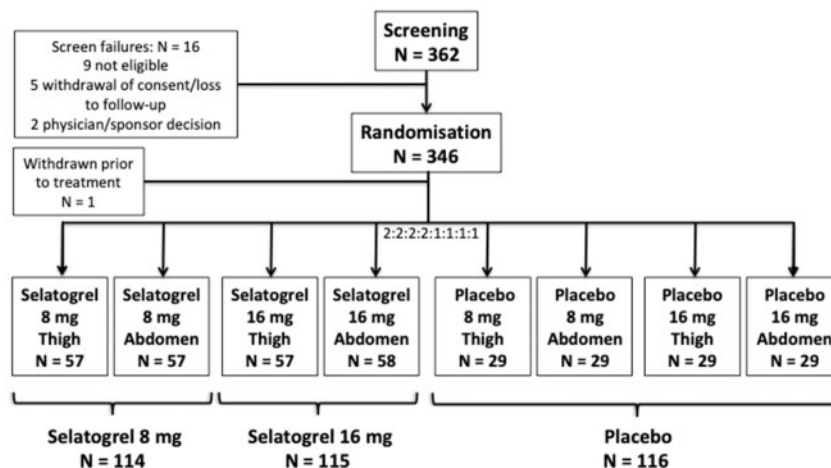 Screening
N = 362
Screen failures: N = 16
9 not eligible
5 withdrawal of consent/loss
to follow-up
2 physician/sponsor decision
Randomisation
N = 346
Withdrawn prior
to treatment
N = 1
2:2:2:2:1:1:1:1
Selatogrel
8 mg
Thigh
N = 57
Selatogrel
8 mg
Abdomen
N = 57
Selatogrel
16 mg
Thigh
N = 57
Selatogrel
16 mg
Abdomen
N = 58
Placebo
8 mg
Thigh
N = 29
Placebo
8 mg
Abdomen
N = 29
Placebo
16 mg
Thigh
N = 29
Placebo
16 mg
Abdomen
N = 29
Selatogrel 8 mg
N = 114
Selatogrel 16 mg
N = 115
Placebo
N = 116